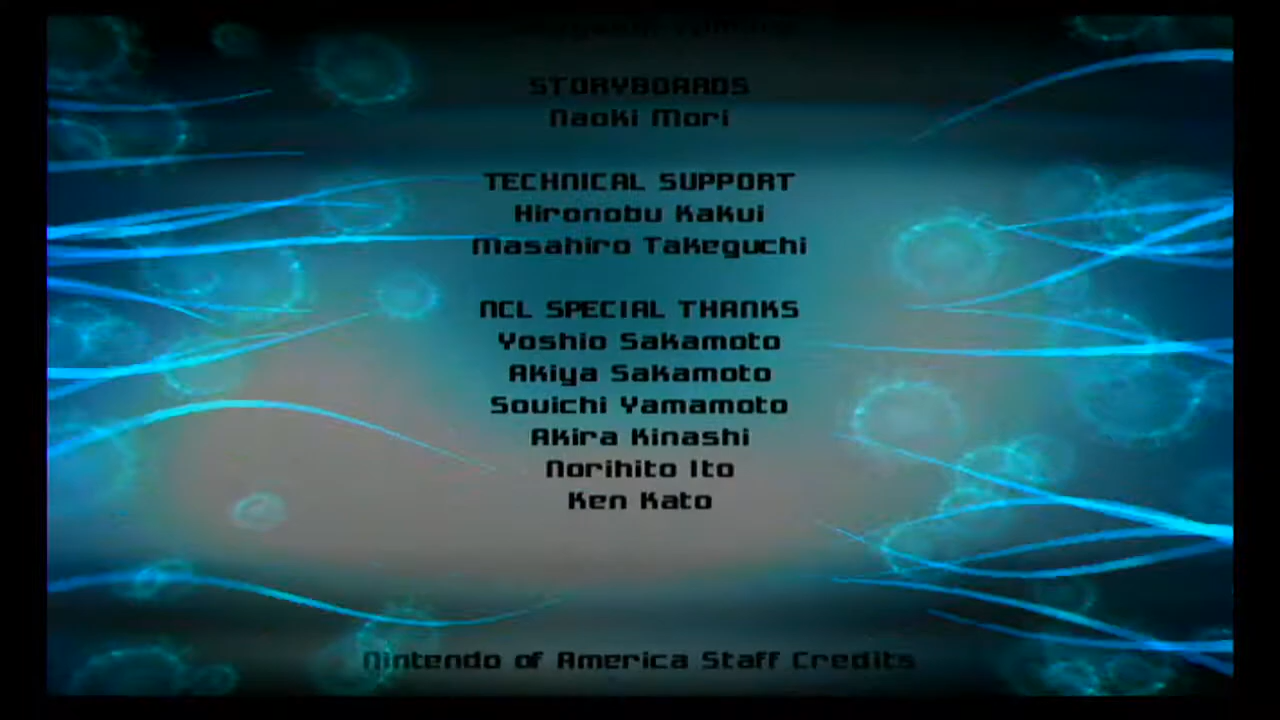 STORYBOARDS
Naoki Mori
TECHNICAL SUPPORT
Hironobu Kakui
Masahiro Takeguchi
NCL SPECIAL THANKS
Yoshio Sakamoto
Akiya Sakamoto
Souichi Yamamoto
Akira Kinashi
Norihito Ito
Ken Kato
Nintendo of America Staff Credits